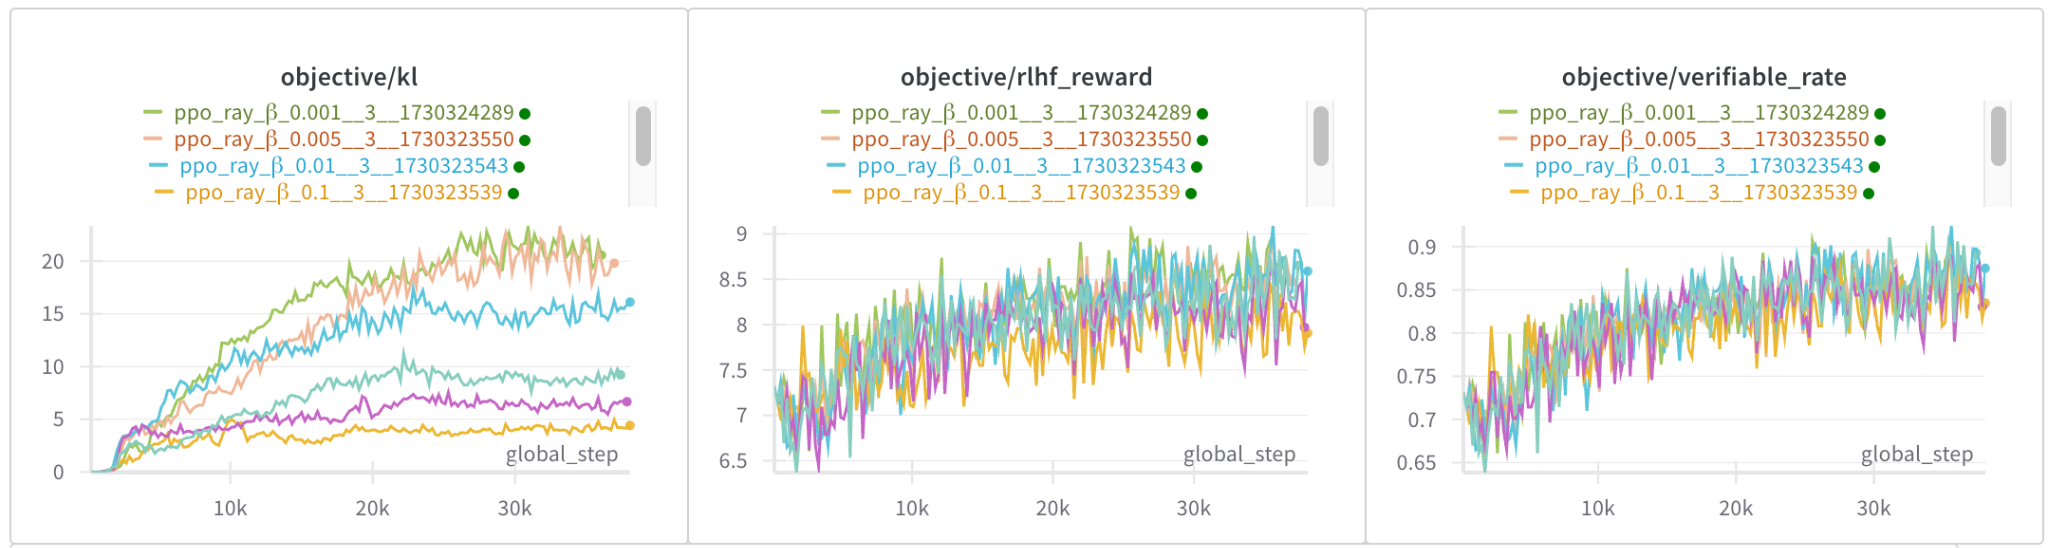 objective/kl
ppo_ray_β_0.001__3__1730324289
ppo_ray_β_0.005__3__1730323550
ppo_ray_β_0.01__3__1730323543
ppo_ray_β_0.1__3__1730323539
20
15
10
5
0
global_step
10k
20k
30k
objective/rlhf_reward
ppo_ray_β_0.001__3__1730324289
ppo_ray_β_0.005__3__1730323550
ppo_ray_β_0.01__3__1730323543
ppo_ray_β_0.1__3__1730323539
9
8.5
8
7.5
7
6.5
global_step
10k
20k
30k
objective/verifiable_rate
ppo_ray_β_0.001__3__1730324289
ppo_ray_β_0.005__3__1730323550
ppo_ray_β_0.01__3__1730323543
ppo_ray_β_0.1__3__1730323539
0.9
0.85
0.8
0.75
0.7
0.65
global_step
10k
20k
30k